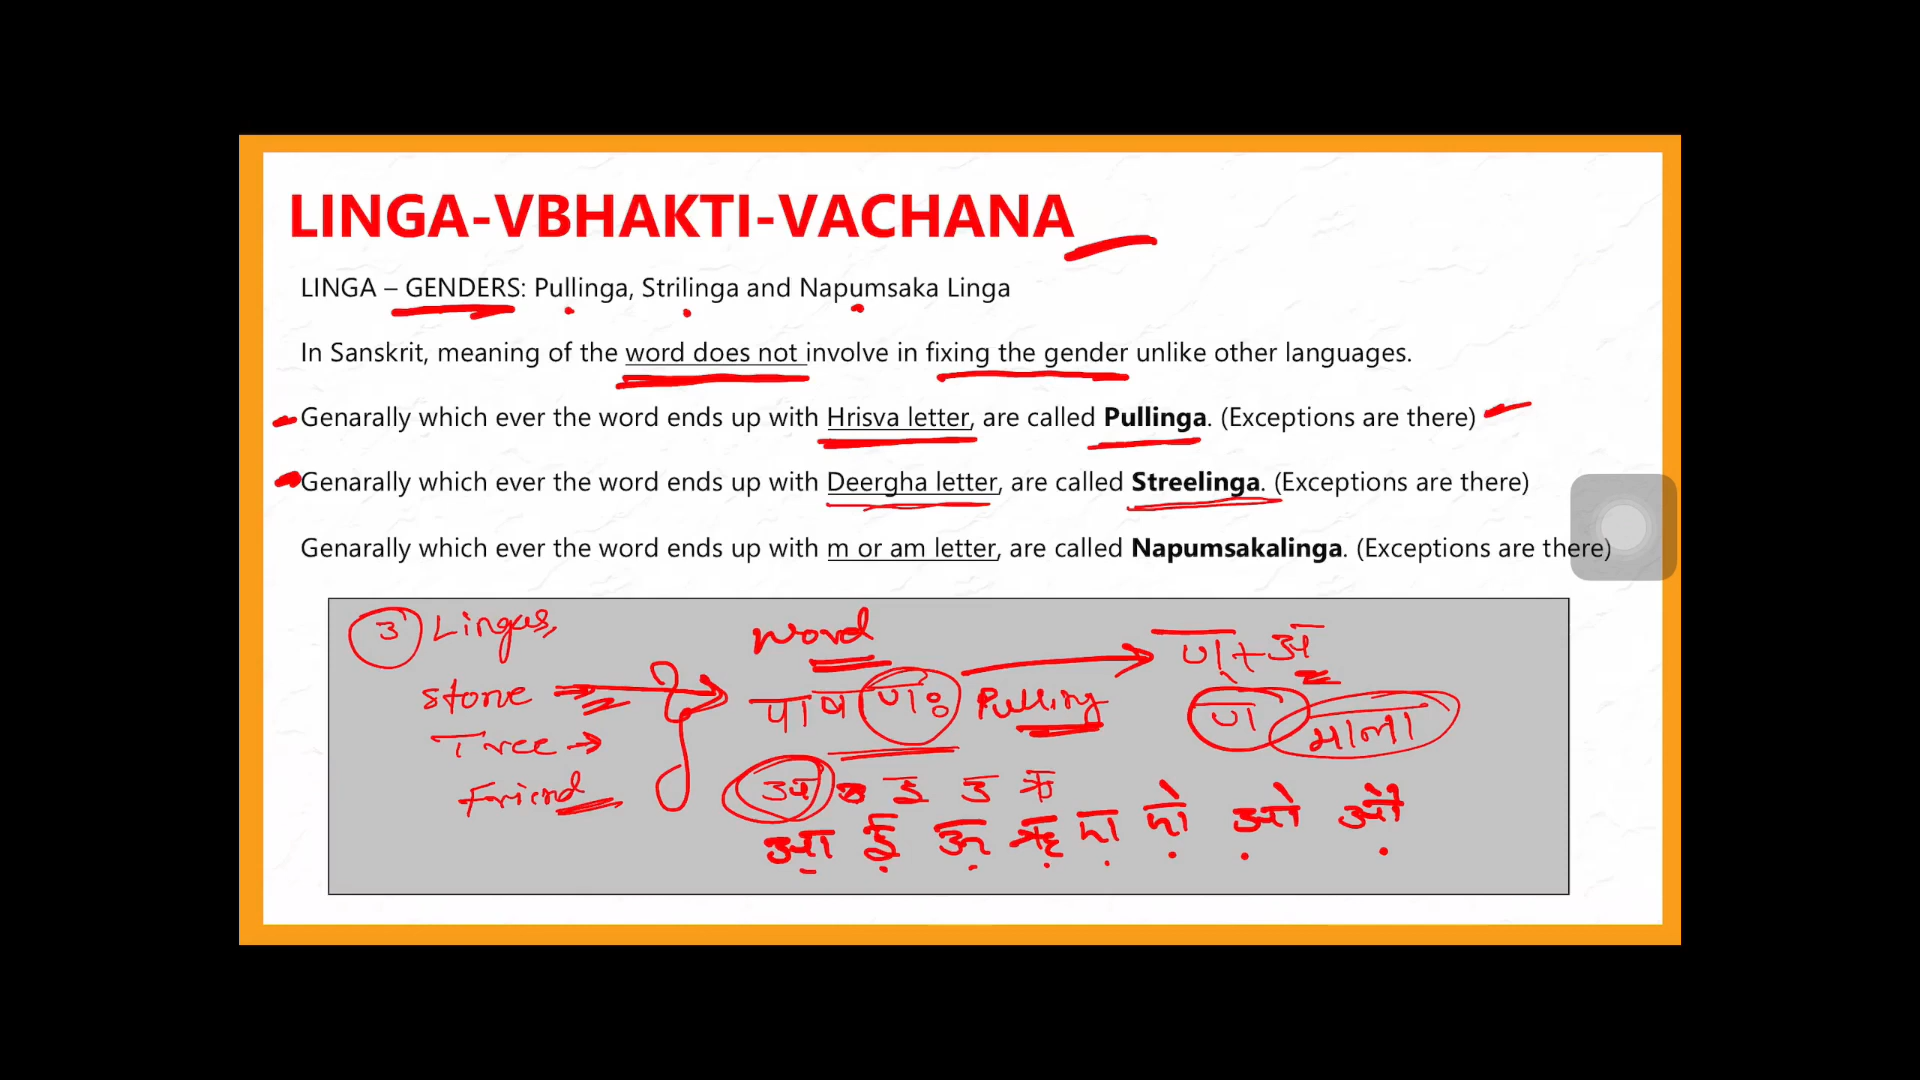 LINGA-VBHAKTI-VACHANA
LINGA – GENDERS: Pullinga, Strilinga and Napumsaka Linga
In Sanskrit, meaning of the word does not involve in fixing the gender unlike other languages.
Genarally which ever the word ends up with Hrisva letter, are called Pullinga. (Exceptions are there)
Genarally which ever the word ends up with Deergha letter, are called Streelinga. (Exceptions are there)
Genarally which ever the word ends up with m or am letter, are called Napumsakalinga. (Exceptions are there)
3 Lingas,
Word
ण्+अ
stone
पाषणः Pulling
ण माला
Tree
Friend
अ इ उ ऋ
आ ई ऊ ॠ ए ऐ ओ औ